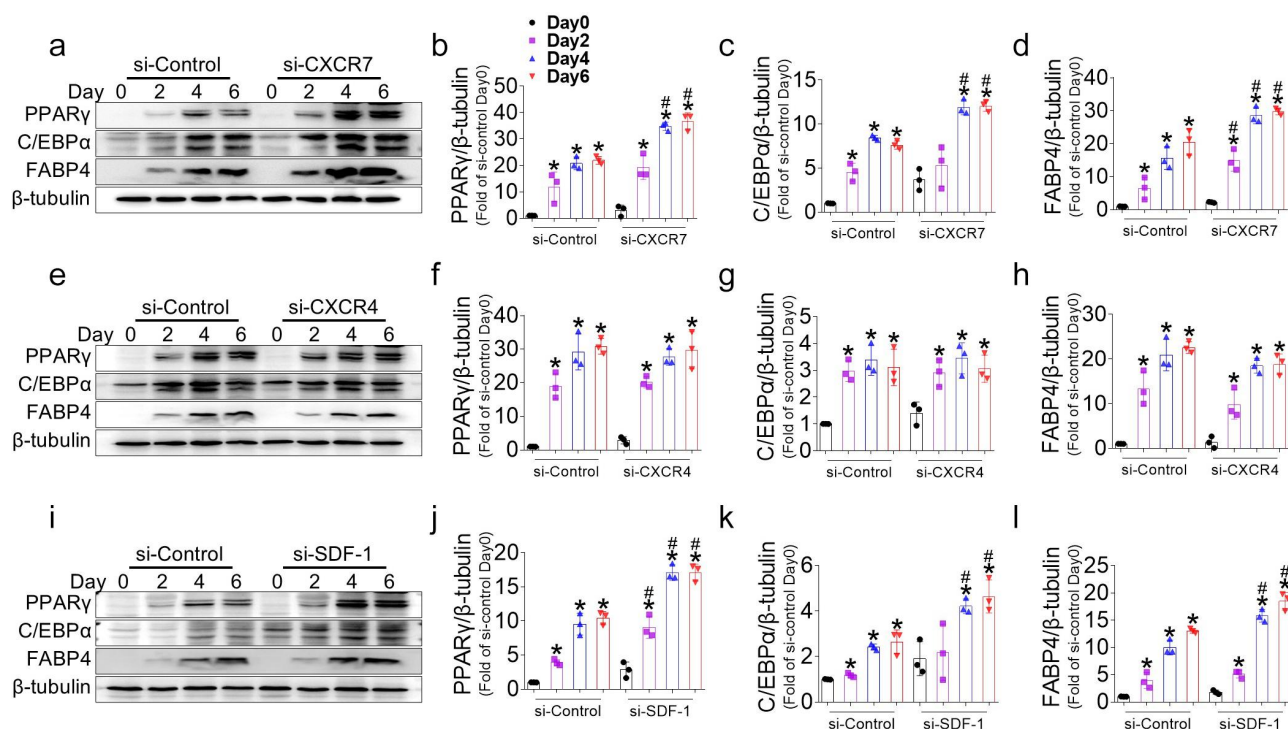 a
si-Control si-CXCR7
Day 0 2 4 6 0 2 4 6
PPARγ
C/EBPα
FABP4
β-tubulin
b
Day0
Day2
Day4
Day6
PPARγ/β-tubulin
(Fold of si-control Day0)
50
40
30
20
10
0
* * * * # * # *
si-Control si-CXCR7
c
C/EBPα/β-tubulin
(Fold of si-control Day0)
15
10
5
0
* * * # * # *
si-Control si-CXCR7
d
FABP4/β-tubulin
(Fold of si-control Day0)
40
30
20
10
0
* * * # * # * # *
si-Control si-CXCR7
e
si-Control si-CXCR4
Day 0 2 4 6 0 2 4 6
PPARγ
C/EBPα
FABP4
β-tubulin
f
PPARγ/β-tubulin
(Fold of si-control Day0)
40
30
20
10
0
* * * * * *
si-Control si-CXCR4
g
C/EBPα/β-tubulin
(Fold of si-control Day0)
5
4
3
2
1
0
* * * * * *
si-Control si-CXCR4
h
FABP4/β-tubulin
(Fold of si-control Day0)
30
20
10
0
* * * * * *
si-Control si-CXCR4
i
si-Control si-SDF-1
Day 0 2 4 6 0 2 4 6
PPARγ
C/EBPα
FABP4
β-tubulin
j
PPARγ/β-tubulin
(Fold of si-control Day0)
20
15
10
5
0
* * * # * # * # *
si-Control si-SDF-1
k
C/EBPα/β-tubulin
(Fold of si-control Day0)
6
4
2
0
* * * # * # *
si-Control si-SDF-1
l
FABP4/β-tubulin
(Fold of si-control Day0)
25
20
15
10
5
0
* * * * # * # *
si-Control si-SDF-1